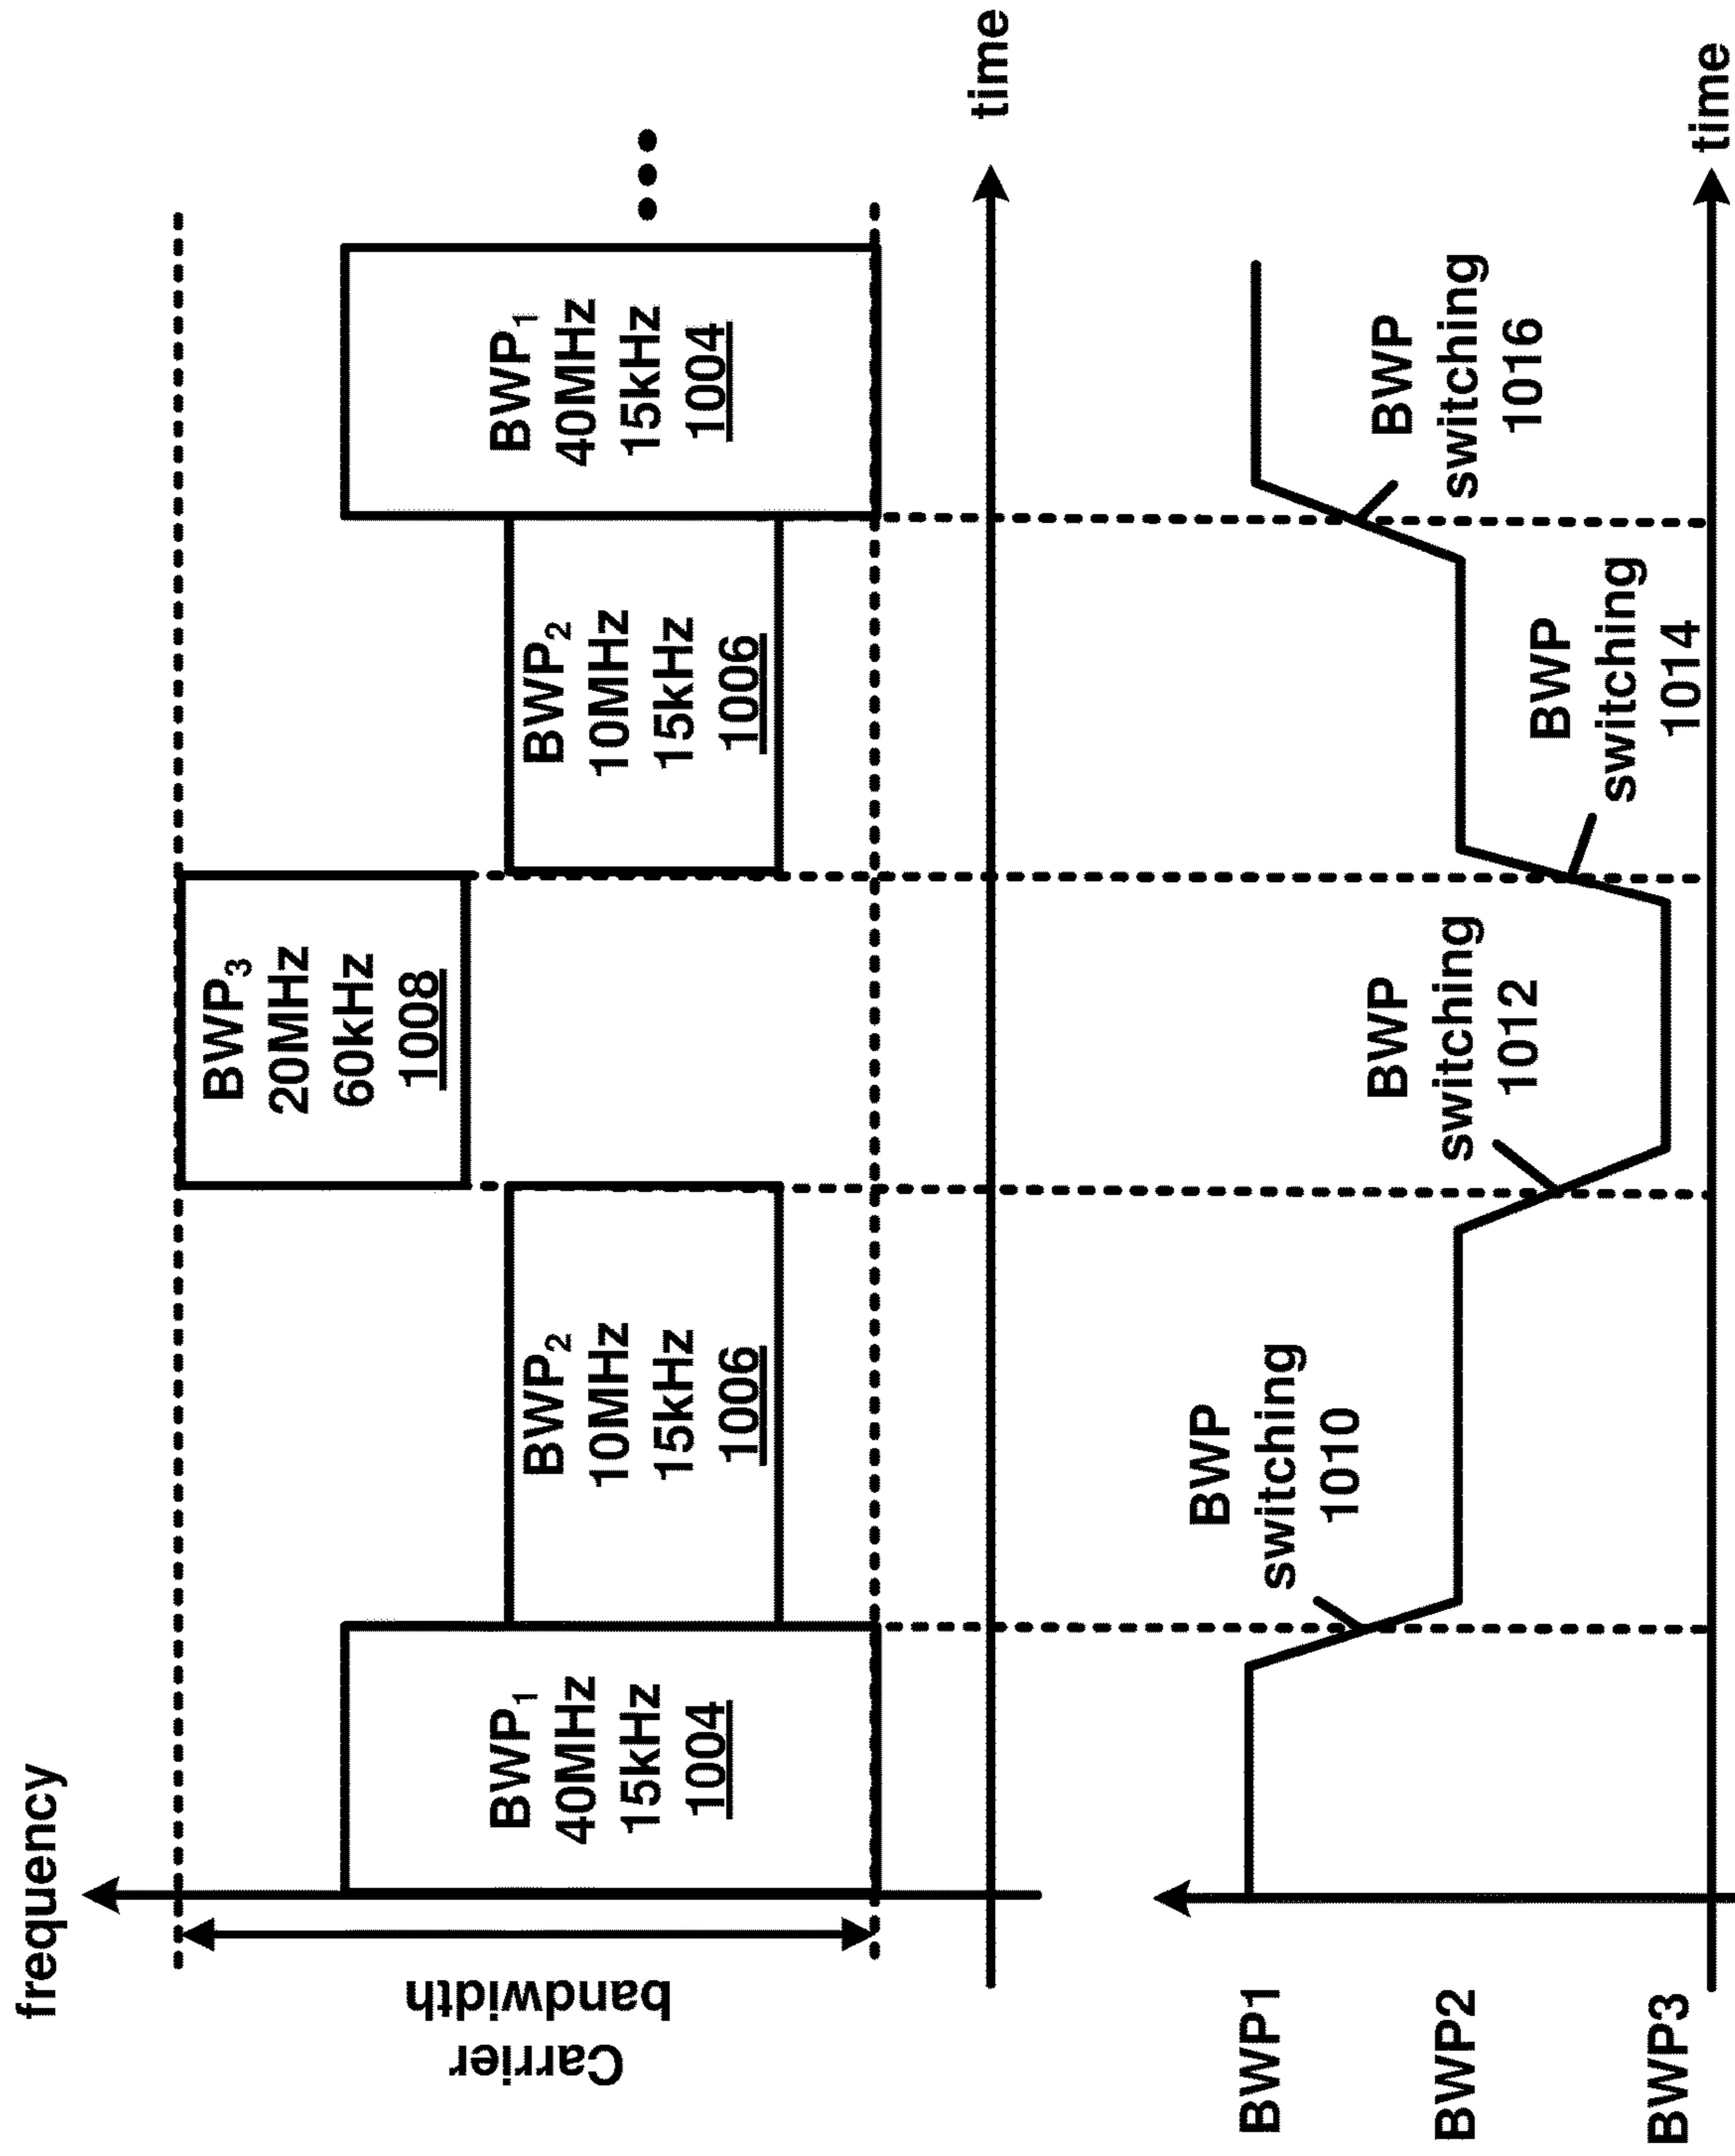 frequency
Carrier
bandwidth
BWP1
40MHz
15kHz
1004
BWP2
10MHz
15kHz
1006
BWP3
20MHz
60kHz
1008
BWP2
10MHz
15kHz
1006
BWP1
40MHz
15kHz
1004
time
BWP1
BWP2
BWP3
BWP
switching
1010
BWP
switching
1012
BWP
switching
1014
BWP
switching
1016
time